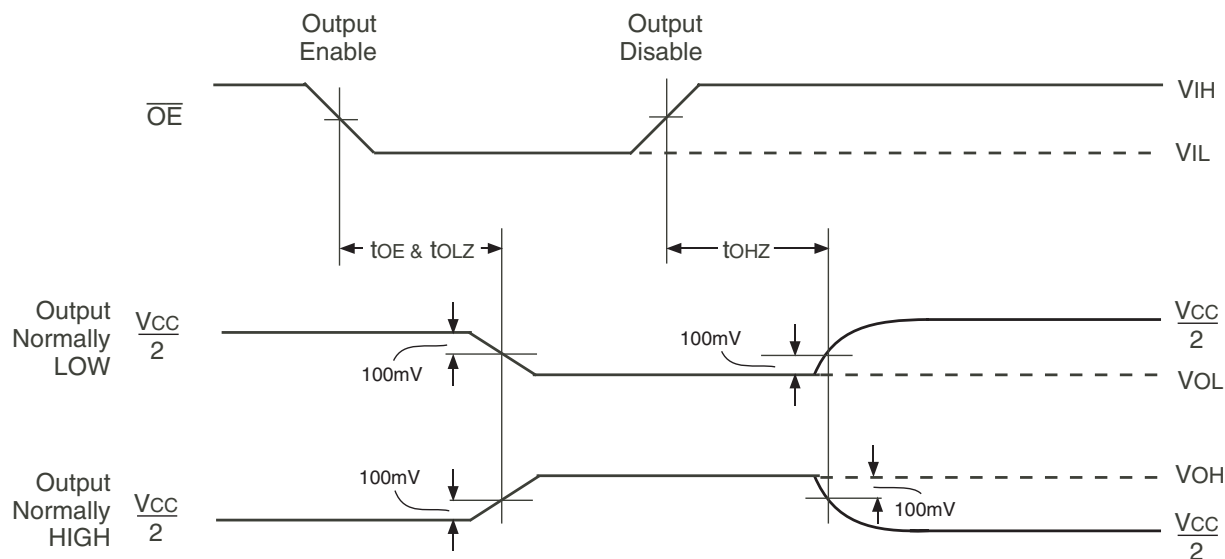 Output
Enable
Output
Disable
OE
VIH
VIL
tOE & tOLZ
tOHZ
Output
Normally
LOW
VCC
2
100mV
100mV
VCC
2
VOL
Output
Normally
HIGH
VCC
2
100mV
100mV
VOH
VCC
2